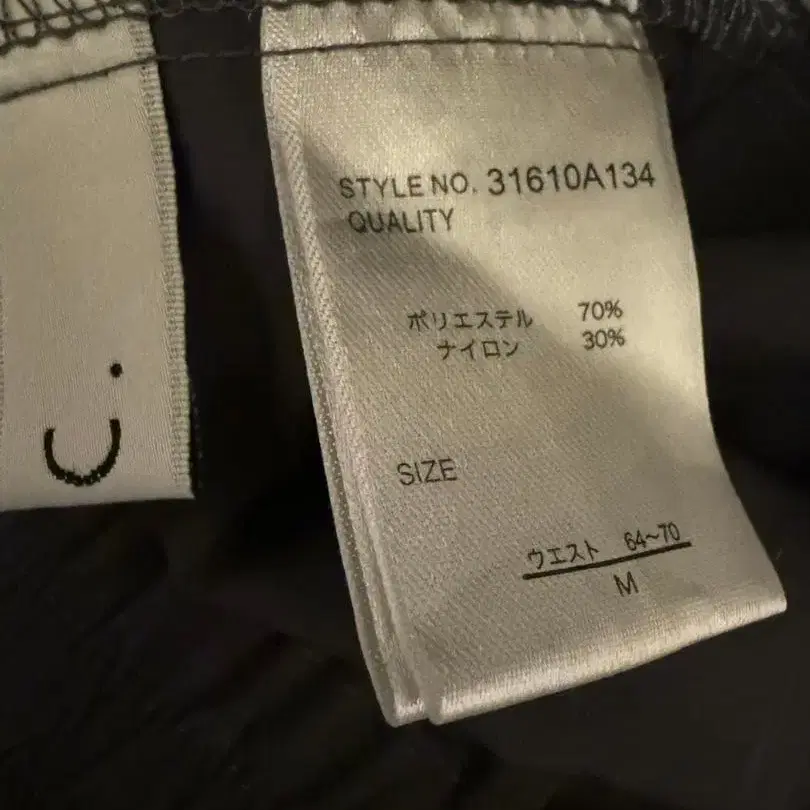 STYLE NO. 31610A134
QUALITY
ポリエステル 70%
ナイロン 30%
SIZE
ウエスト 64~70
M